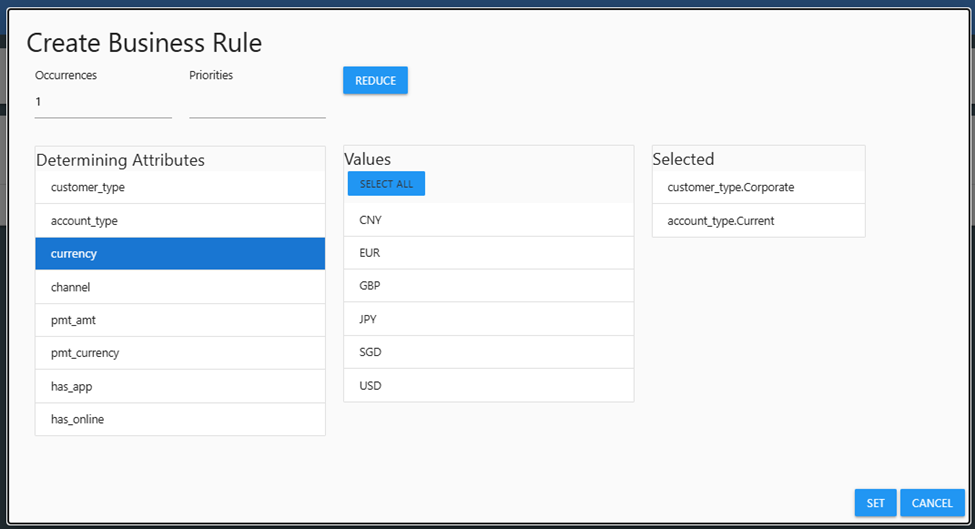 Create Business Rule
Occurrences
Priorities
REDUCE
1
Determining Attributes
customer_type
account_type
currency
channel
pmt_amt
pmt_currency
has_app
has_online
Values
SELECT ALL
CNY
EUR
GBP
JPY
SGD
USD
Selected
customer_type.Corporate
account_type.Current
SET
CANCEL